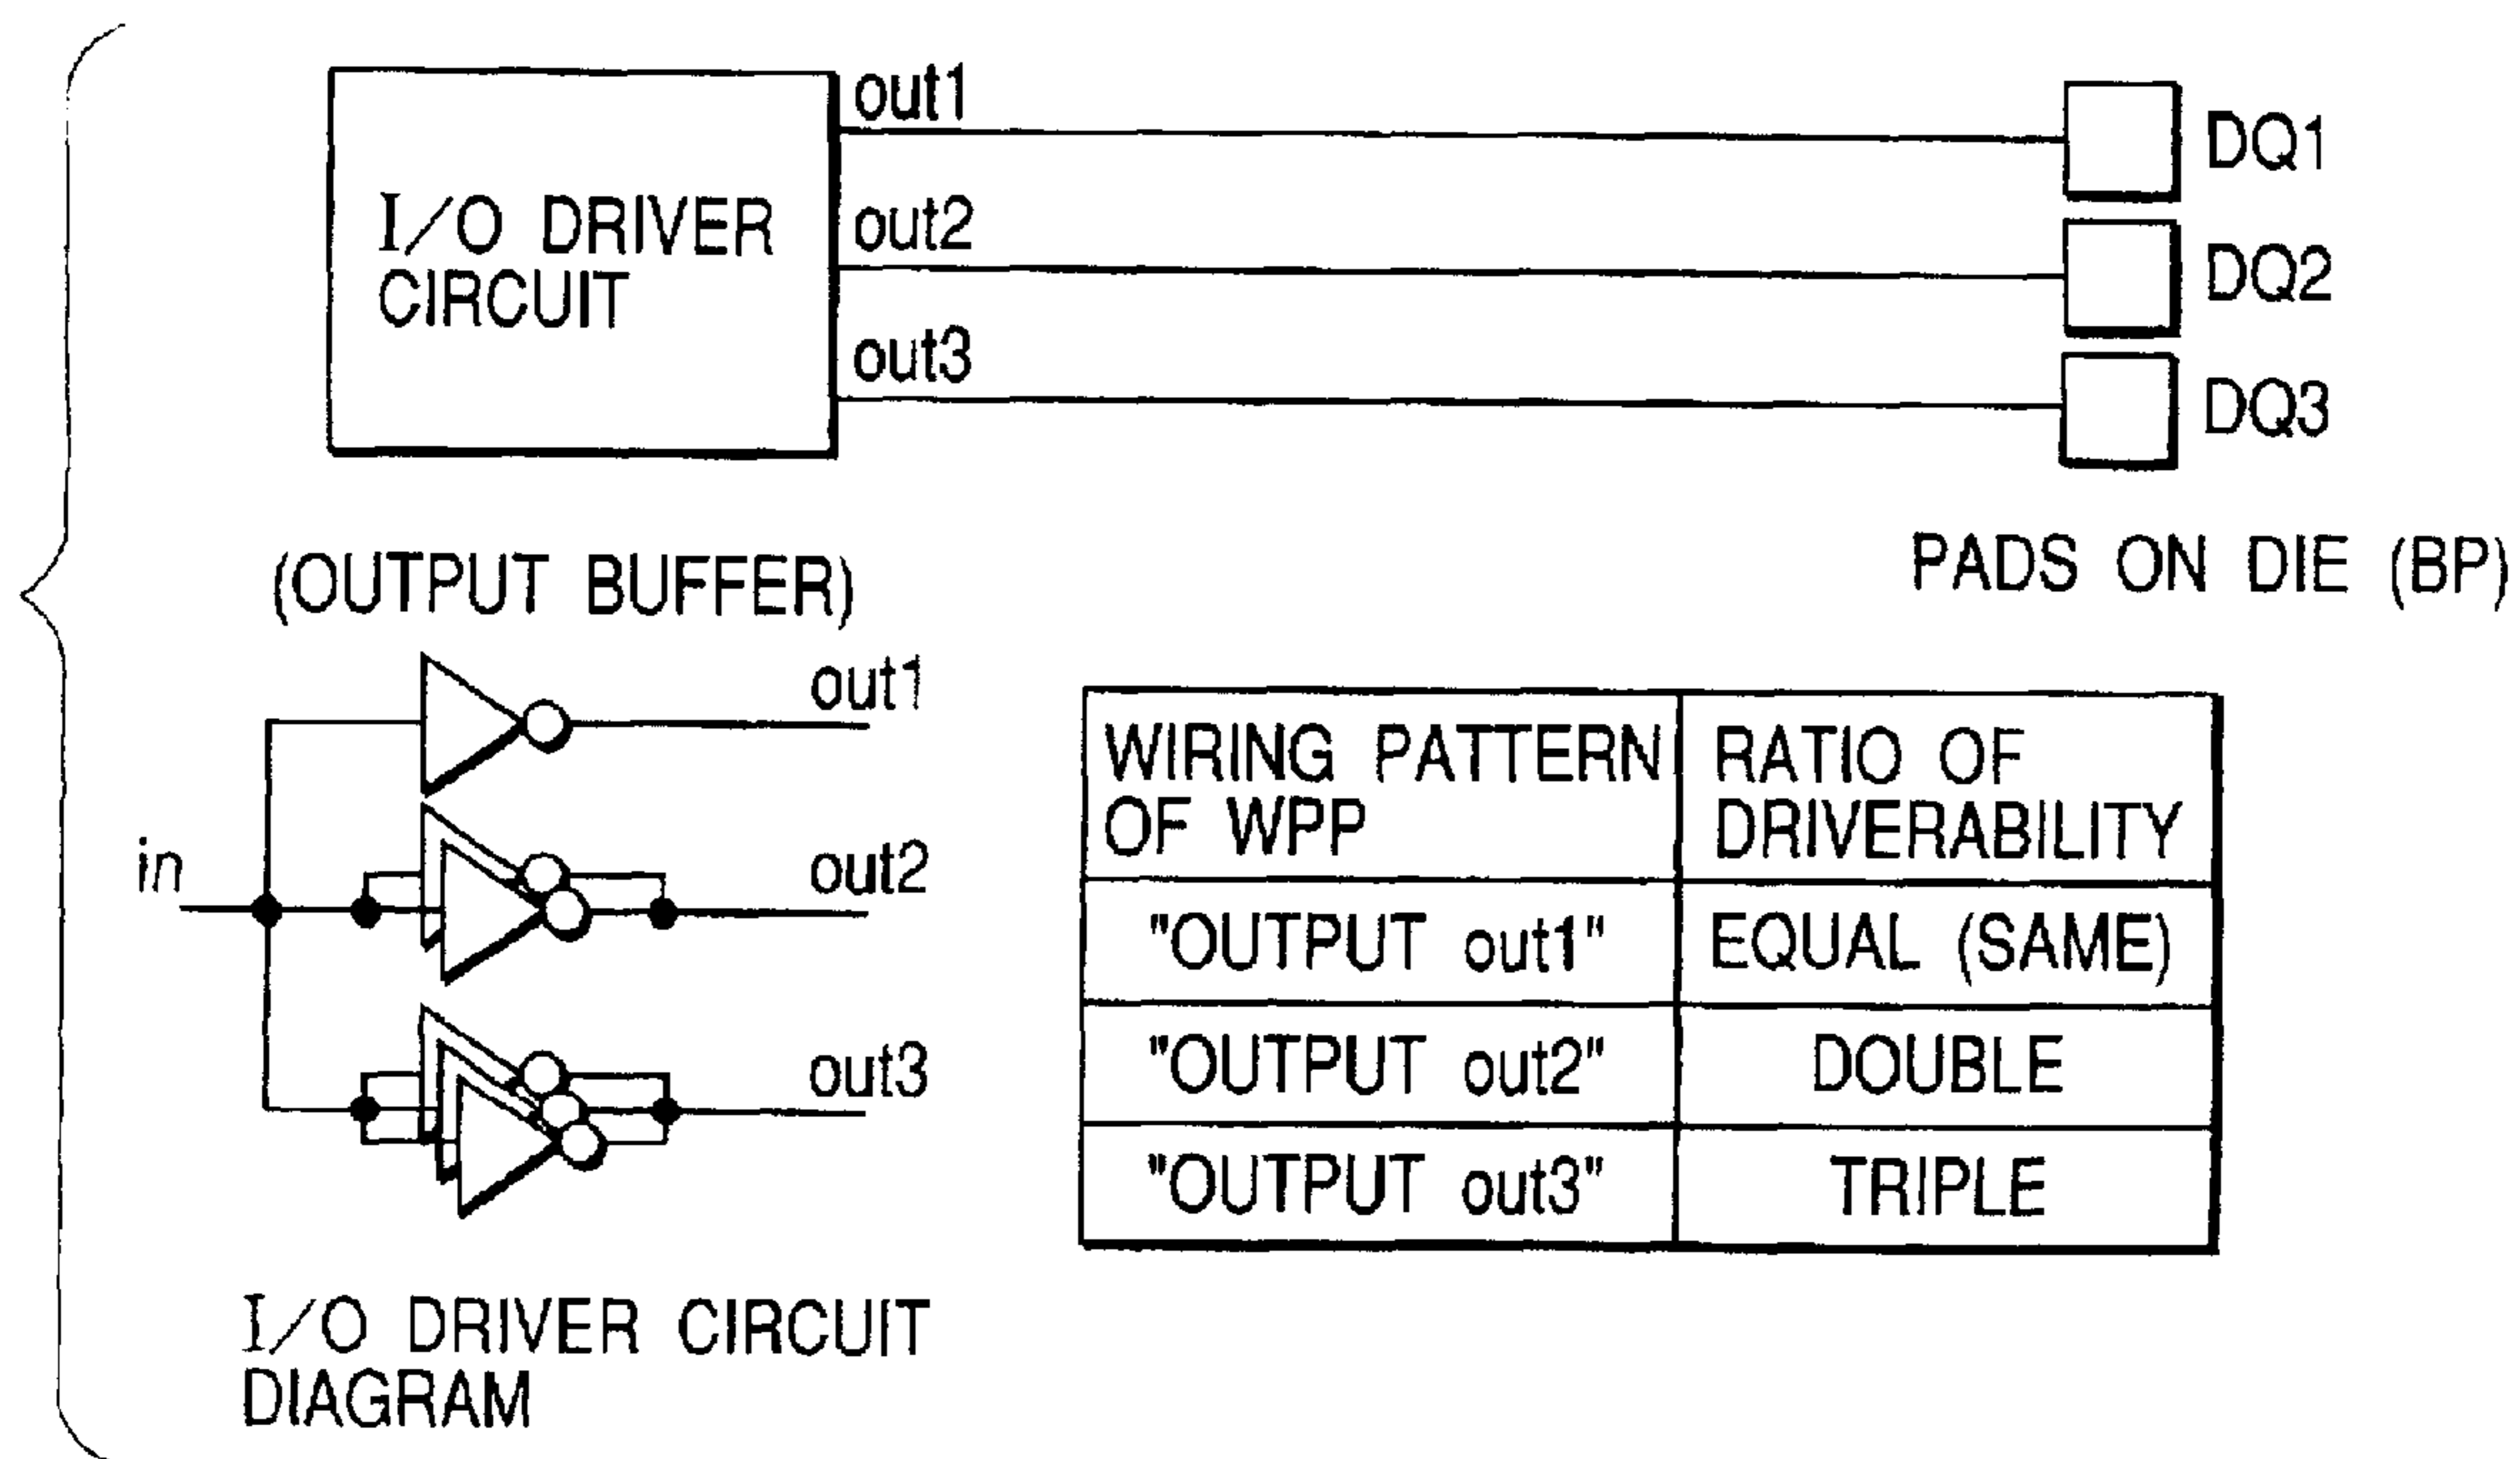 out1
DQ1
I/O DRIVER
CIRCUIT
out2
DQ2
out3
DQ3
(OUTPUT BUFFER)
PADS ON DIE (BP)
out1
in
out2
out3
I/O DRIVER CIRCUIT
DIAGRAM
WIRING PATTERN
OF WPP
RATIO OF
DRIVERABILITY
"OUTPUT out1"
EQUAL (SAME)
"OUTPUT out2"
DOUBLE
"OUTPUT out3"
TRIPLE